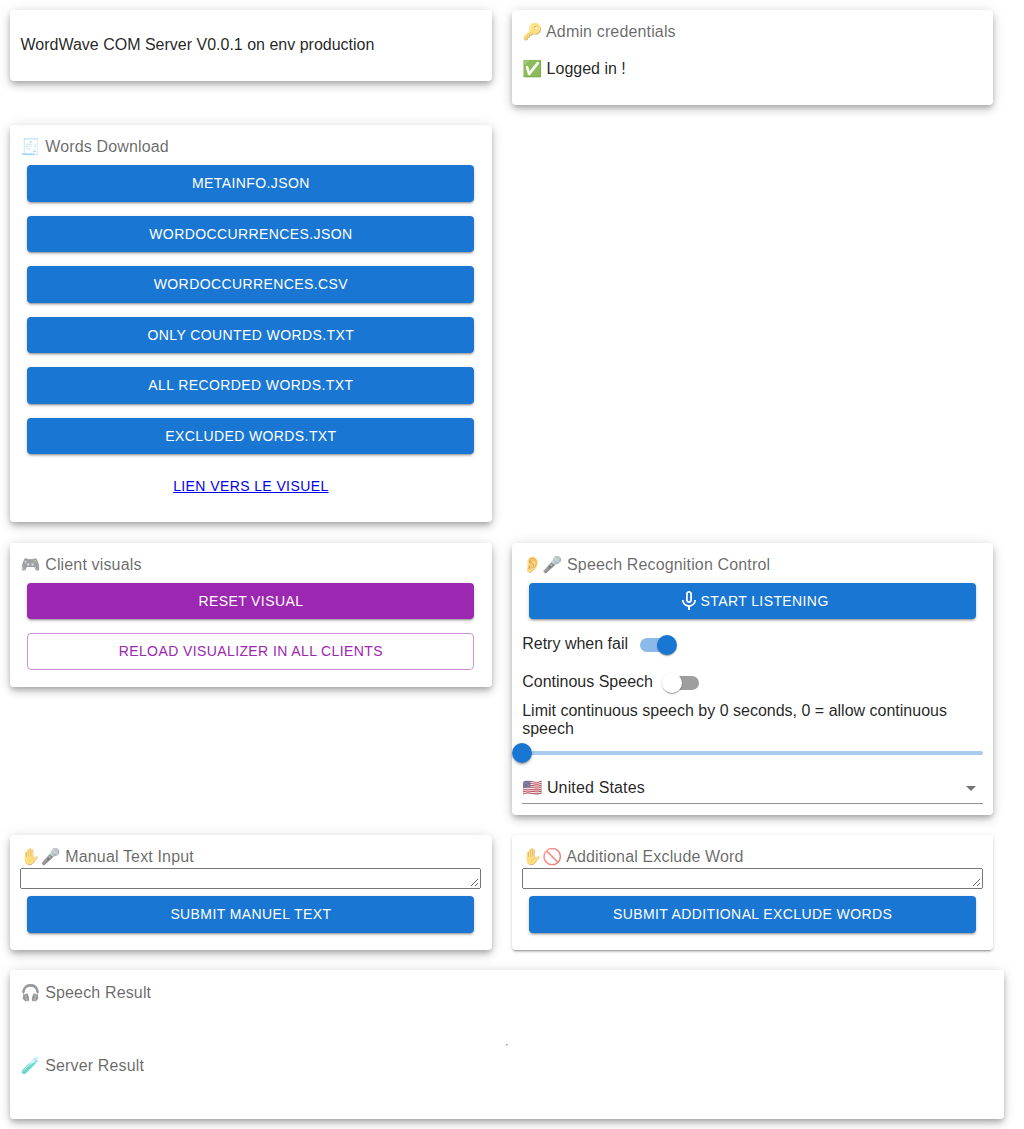 WordWave COM Server V0.0.1 on env production
🔑 Admin credentials
✅ Logged in !
🧾 Words Download
METAINFO.JSON
WORDOCCURRENCES.JSON
WORDOCCURRENCES.CSV
ONLY COUNTED WORDS.TXT
ALL RECORDED WORDS.TXT
EXCLUDED WORDS.TXT
LIEN VERS LE VISUEL
🎮 Client visuals
RESET VISUAL
RELOAD VISUALIZER IN ALL CLIENTS
👂🎤 Speech Recognition Control
START LISTENING
Retry when fail
Continous Speech
Limit continuous speech by 0 seconds, 0 = allow continuous
speech
🇺🇸 United States
✋🎤 Manual Text Input
SUBMIT MANUEL TEXT
✋🚫 Additional Exclude Word
SUBMIT ADDITIONAL EXCLUDE WORDS
🎧 Speech Result
.
🧪 Server Result